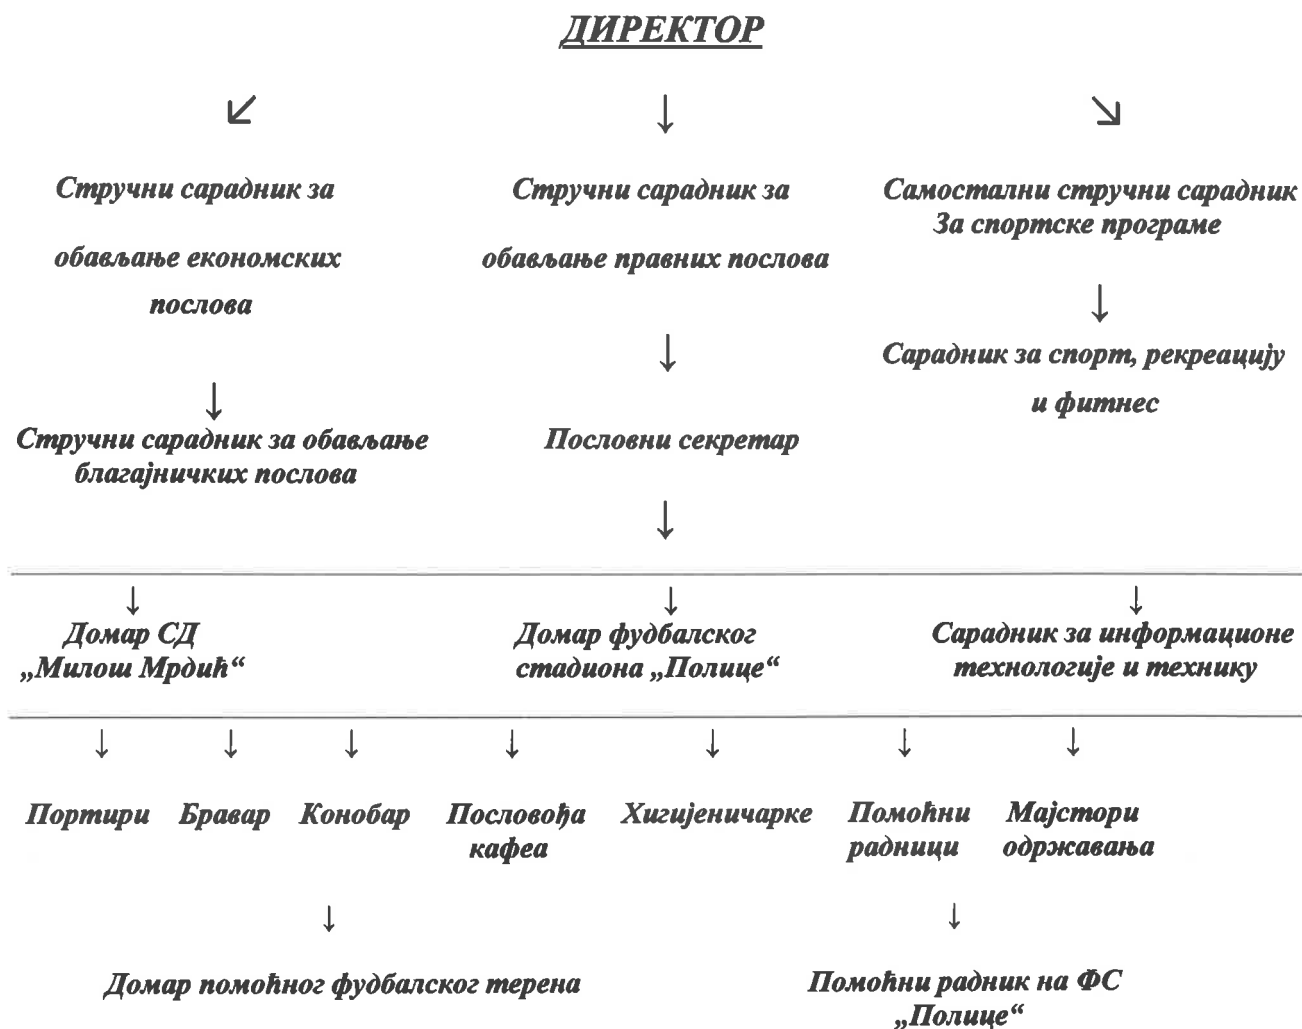 ДИРЕКТОР
Стручни сарадник за
обављање економских
послова
Стручни сарадник за обављање
благајничких послова
Стручни сарадник за
обављање правних послова
Пословни секретар
Самостални стручни сарадник
За спортске програме
Сарадник за спорт, рекреацију
и фитнес
Домар СД
„Милош Мрдић“
Домар фудбалског
стадиона „Полице“
Сарадник за информационе
технологије и технику
Портири
Бравар
Конобар
Пословођа
кафеа
Хигијеничарке
Помоћни
радници
Мајстори
одржавања
Домар помоћног фудбалског терена
Помоћни радник на ФС
„Полице“